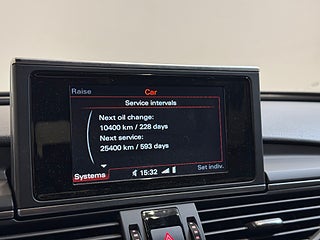 Raise
Car
Service intervals
Next oil change:
10400 km / 228 days
Next service:
25400 km / 593 days
Systems
15:32
Set indiv.